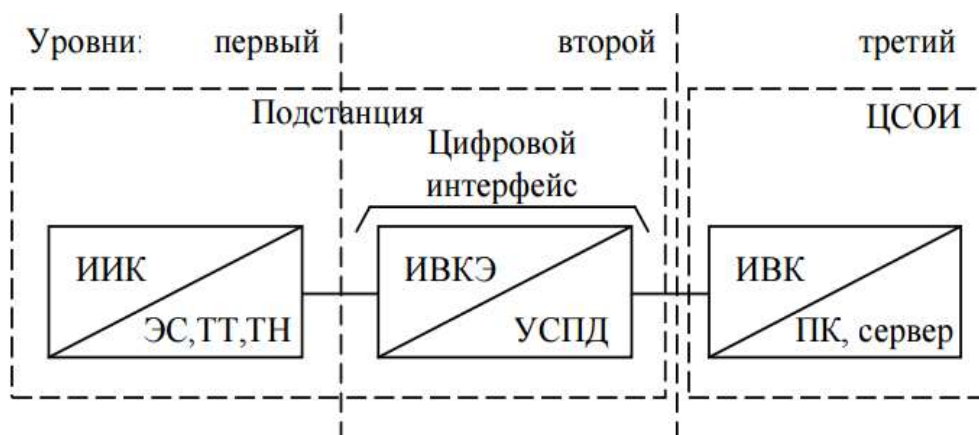 Уровни: первый второй третий
Подстанция ЦСОИ
Цифровой
интерфейс
ИИК ИВКЭ ИВК
ЭС,ТТ,ТН УСПД ПК, сервер